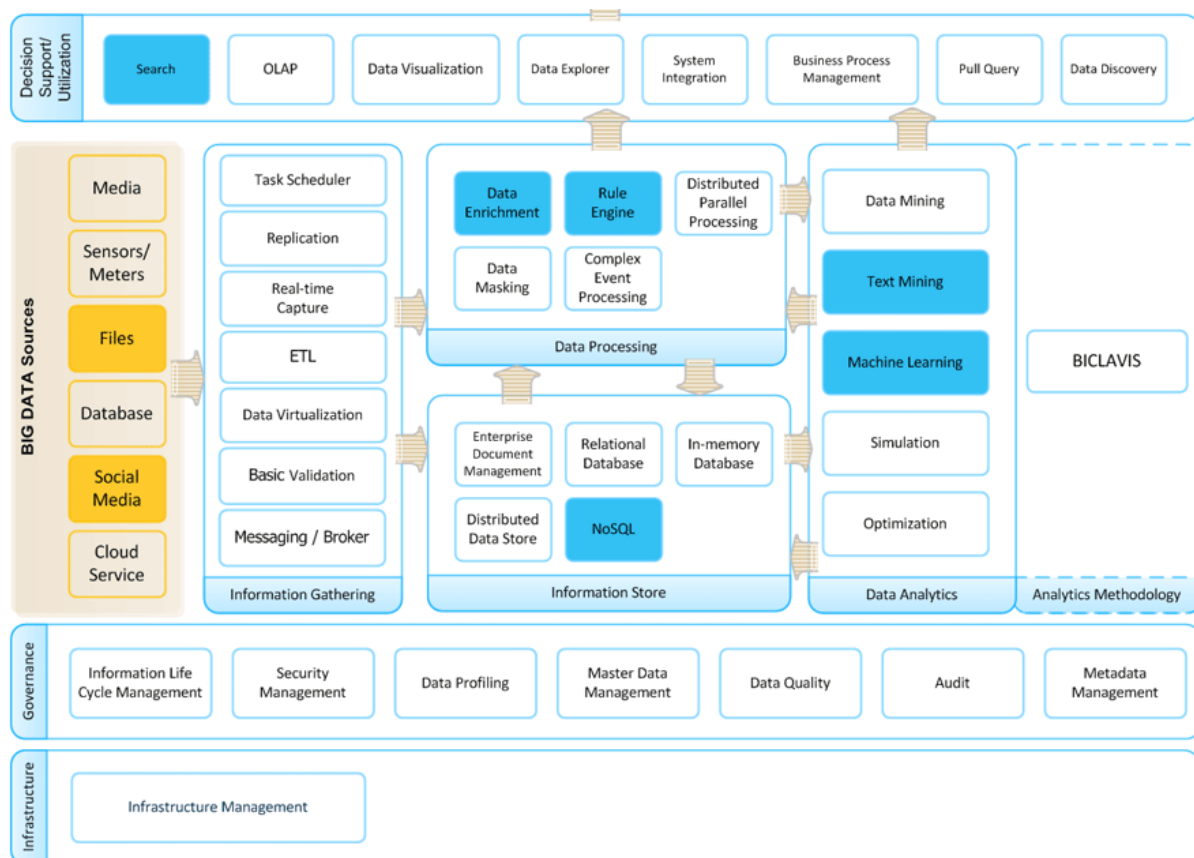 Decision
Support/
Utilization
Search
OLAP
Data Visualization
Data Explorer
System
Integration
Business Process
Management
Pull Query
Data Discovery
BIG DATA Sources
Media
Sensors/
Meters
Files
Database
Social
Media
Cloud
Service
Task Scheduler
Replication
Real-time
Capture
ETL
Data Virtualization
Basic Validation
Messaging / Broker
Information Gathering
Data
Enrichment
Rule
Engine
Distributed
Parallel
Processing
Data
Masking
Complex
Event
Processing
Data Processing
Enterprise
Document
Management
Relational
Database
In-memory
Database
Distributed
Data Store
NoSQL
Information Store
Data Mining
Text Mining
Machine Learning
Simulation
Optimization
Data Analytics
BICLAVIS
Analytics Methodology
Governance
Information Life
Cycle Management
Security
Management
Data Profiling
Master Data
Management
Data Quality
Audit
Metadata
Management
Infrastructure
Infrastructure Management